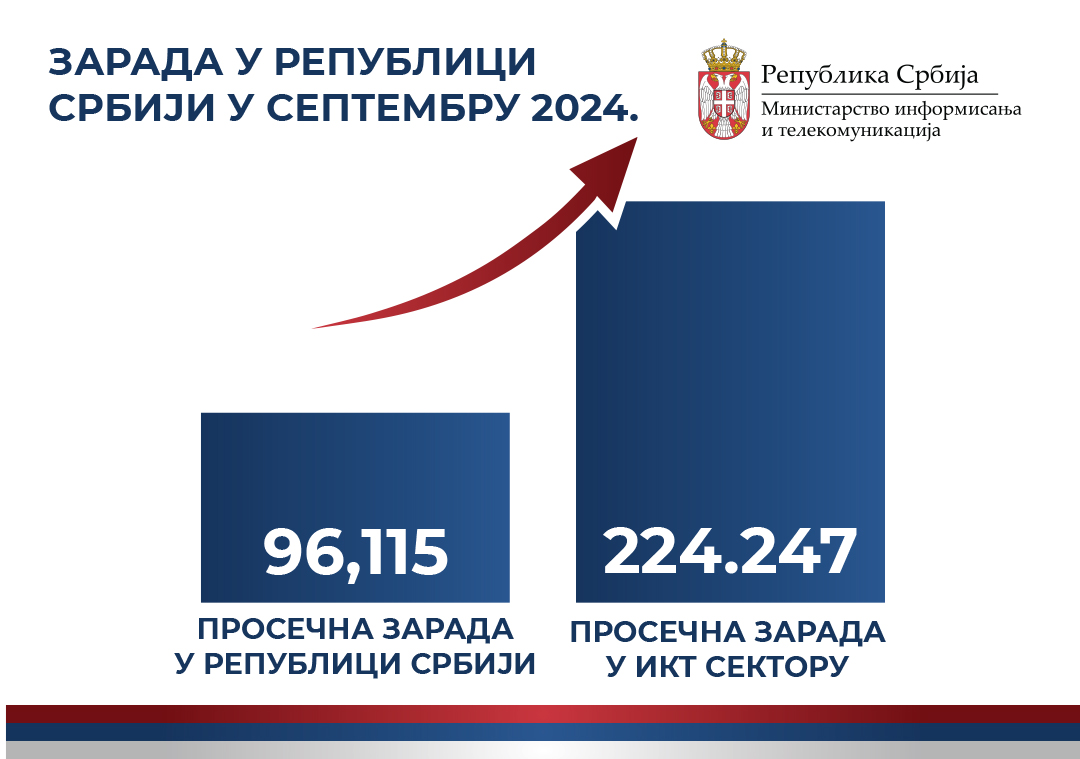 ЗАРАДА У РЕПУБЛИЦИ
СРБИЈИ У СЕПТЕМБРУ 2024.
Република Србија
Министарство информисања
и телекомуникација
96,115
224.247
ПРОСЕЧНА ЗАРАДА
У РЕПУБЛИЦИ СРБИЈИ
ПРОСЕЧНА ЗАРАДА
У ИКТ СЕКТОРУ